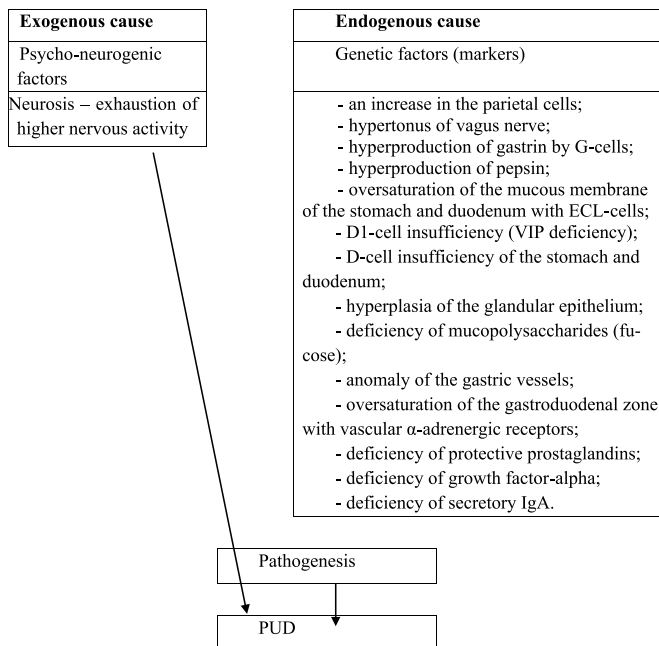 Exogenous cause
Psycho-neurogenic
factors
Neurosis – exhaustion of
higher nervous activity
Endogenous cause
Genetic factors (markers)
- an increase in the parietal cells;
- hypertonus of vagus nerve;
- hyperproduction of gastrin by G-cells;
- hyperproduction of pepsin;
- oversaturation of the mucous membrane
of the stomach and duodenum with ECL-cells;
- D1-cell insufficiency (VIP deficiency);
- D-cell insufficiency of the stomach and
duodenum;
- hyperplasia of the glandular epithelium;
- deficiency of mucopolysaccharides (fu-
cose);
- anomaly of the gastric vessels;
- oversaturation of the gastroduodenal zone
with vascular α-adrenergic receptors;
- deficiency of protective prostaglandins;
- deficiency of growth factor-alpha;
- deficiency of secretory IgA.
Pathogenesis
PUD